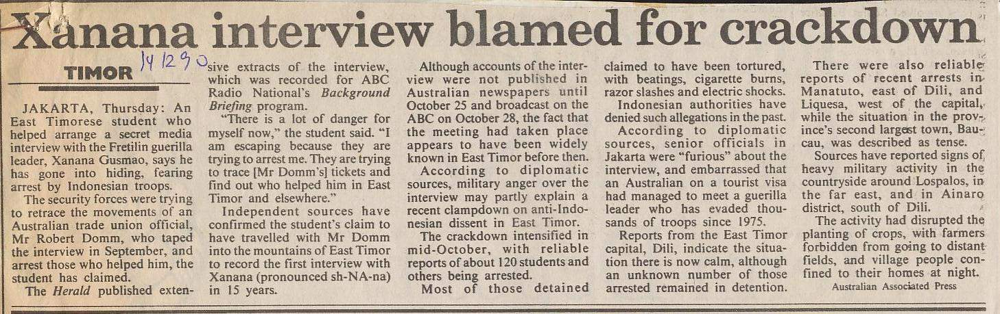 Xanana interview blamed for crackdown
TIMOR
14/12 90
JAKARTA, Thursday: An
East Timorese student who
helped arrange a secret media
interview with the Fretilin guerilla
leader, Xanana Gusmao, says he
has gone into hiding, fearing
arrest by Indonesian troops.
The security forces were trying
to retrace the movements of an
Australian trade union official,
Mr Robert Domm, who taped
the interview in September, and
arrest those who helped him, the
student has claimed.
The Herald published exten-
sive extracts of the interview,
which was recorded for ABC
Radio National's Background
Briefing program.
“There is a lot of danger for
myself now,” the student said. “I
am escaping because they are
trying to arrest me. They are trying
to trace [Mr Domm's] tickets and
find out who helped him in East
Timor and elsewhere.”
Independent sources have
confirmed the student's claim to
have travelled with Mr Domm
into the mountains of East Timor
to record the first interview with
Xanana (pronounced sh-NA-na)
in 15 years.
Although accounts of the inter-
view were not published in
Australian newspapers until
October 25 and broadcast on the
ABC on October 28, the fact that
the meeting had taken place
appears to have been widely
known in East Timor before then.
According to diplomatic
sources, military anger over the
interview may partly explain a
recent clampdown on anti-Indo-
nesian dissent in East Timor.
The crackdown intensified in
mid-October, with reliable
reports of about 120 students and
others being arrested.
Most of those detained
claimed to have been tortured,
with beatings, cigarette burns,
razor slashes and electric shocks.
Indonesian authorities have
denied such allegations in the past.
According to diplomatic
sources, senior officials in
Jakarta were “furious” about the
interview, and embarrassed that
an Australian on a tourist visa
had managed to meet a guerilla
leader who has evaded thou-
sands of troops since 1975.
Reports from the East Timor
capital, Dili, indicate the situa-
tion there is now calm, although
an unknown number of those
arrested remained in detention.
There were also reliable
reports of recent arrests in
Manatuto, east of Dili, and
Liquesa, west of the capital,
while the situation in the prov-
ince's second largest town, Bau-
cau, was described as tense.
Sources have reported signs of
heavy military activity in the
countryside around Lospalos, in
the far east, and in Ainaro
district, south of Dili.
The activity had disrupted the
planting of crops, with farmers
forbidden from going to distant
fields, and village people con-
fined to their homes at night.
Australian Associated Press